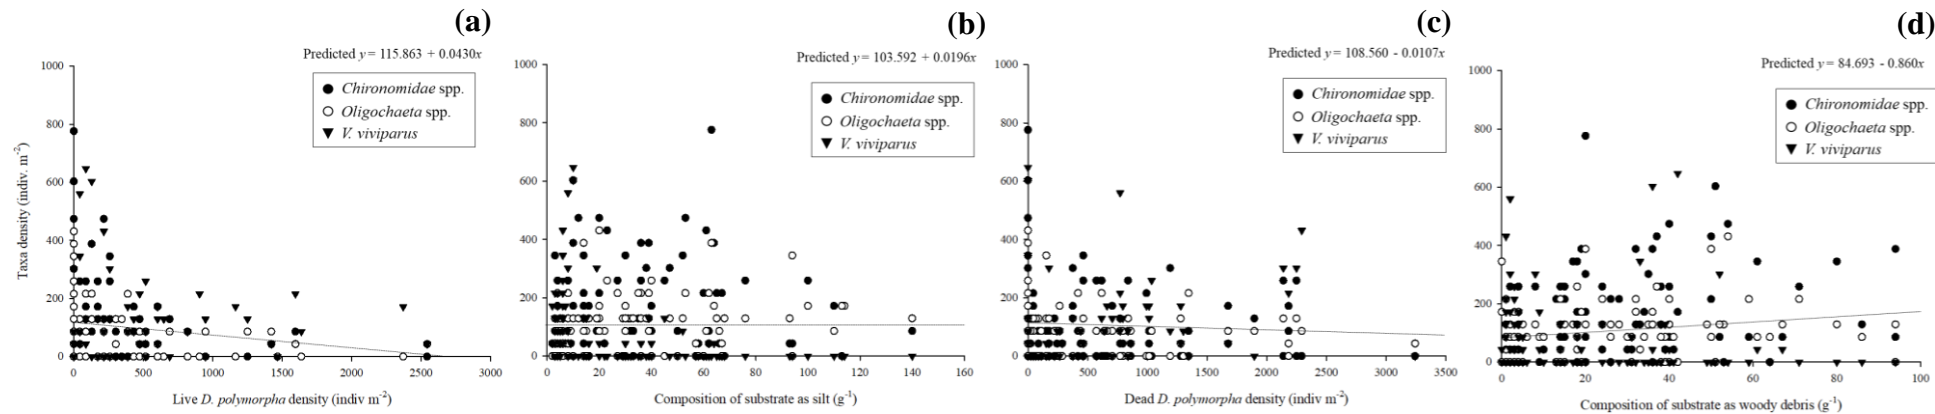 (a)
Predicted y = 115.863 + 0.0430x
Chironomidae spp.
Oligochaeta spp.
V. viviparus
Taxa density (indiv. m-2)
1000
800
600
400
200
0
0 500 1000 1500 2000 2500 3000
Live D. polymorpha density (indiv m-2)
(b)
Predicted y = 103.592 + 0.0196x
Chironomidae spp.
Oligochaeta spp.
V. viviparus
1000
800
600
400
200
0
0 20 40 60 80 100 120 140 160
Composition of substrate as silt (g-1)
(c)
Predicted y = 108.560 - 0.0107x
Chironomidae spp.
Oligochaeta spp.
V. viviparus
1000
800
600
400
200
0
0 500 1000 1500 2000 2500 3000 3500
Dead D. polymorpha density (indiv m-2)
(d)
Predicted y = 84.693 - 0.860x
Chironomidae spp.
Oligochaeta spp.
V. viviparus
1000
800
600
400
200
0
0 20 40 60 80 100
Composition of substrate as woody debris (g-1)